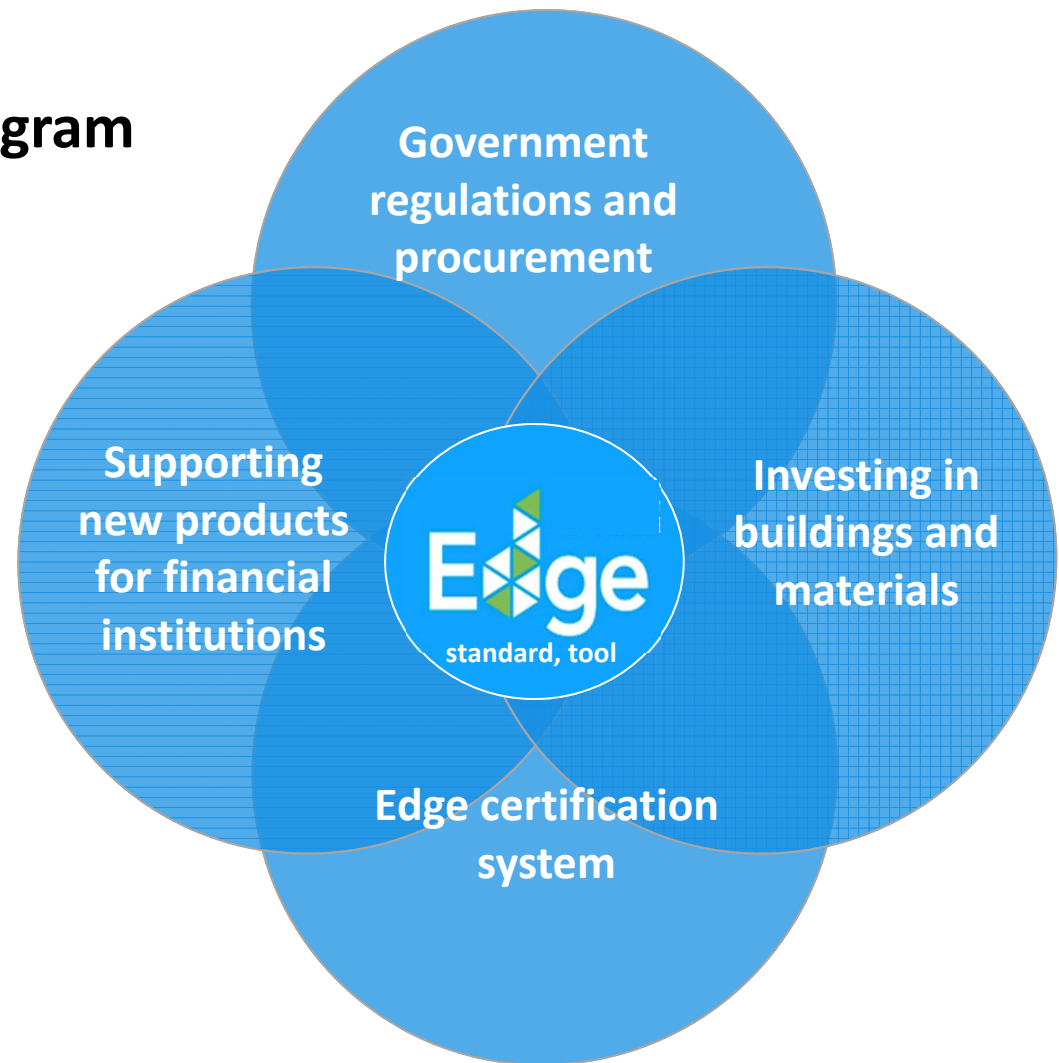 gram
Government
regulations and
procurement
Supporting
new products
for financial
institutions
Investing in
buildings and
materials
Edge
standard, tool
Edge certification
system